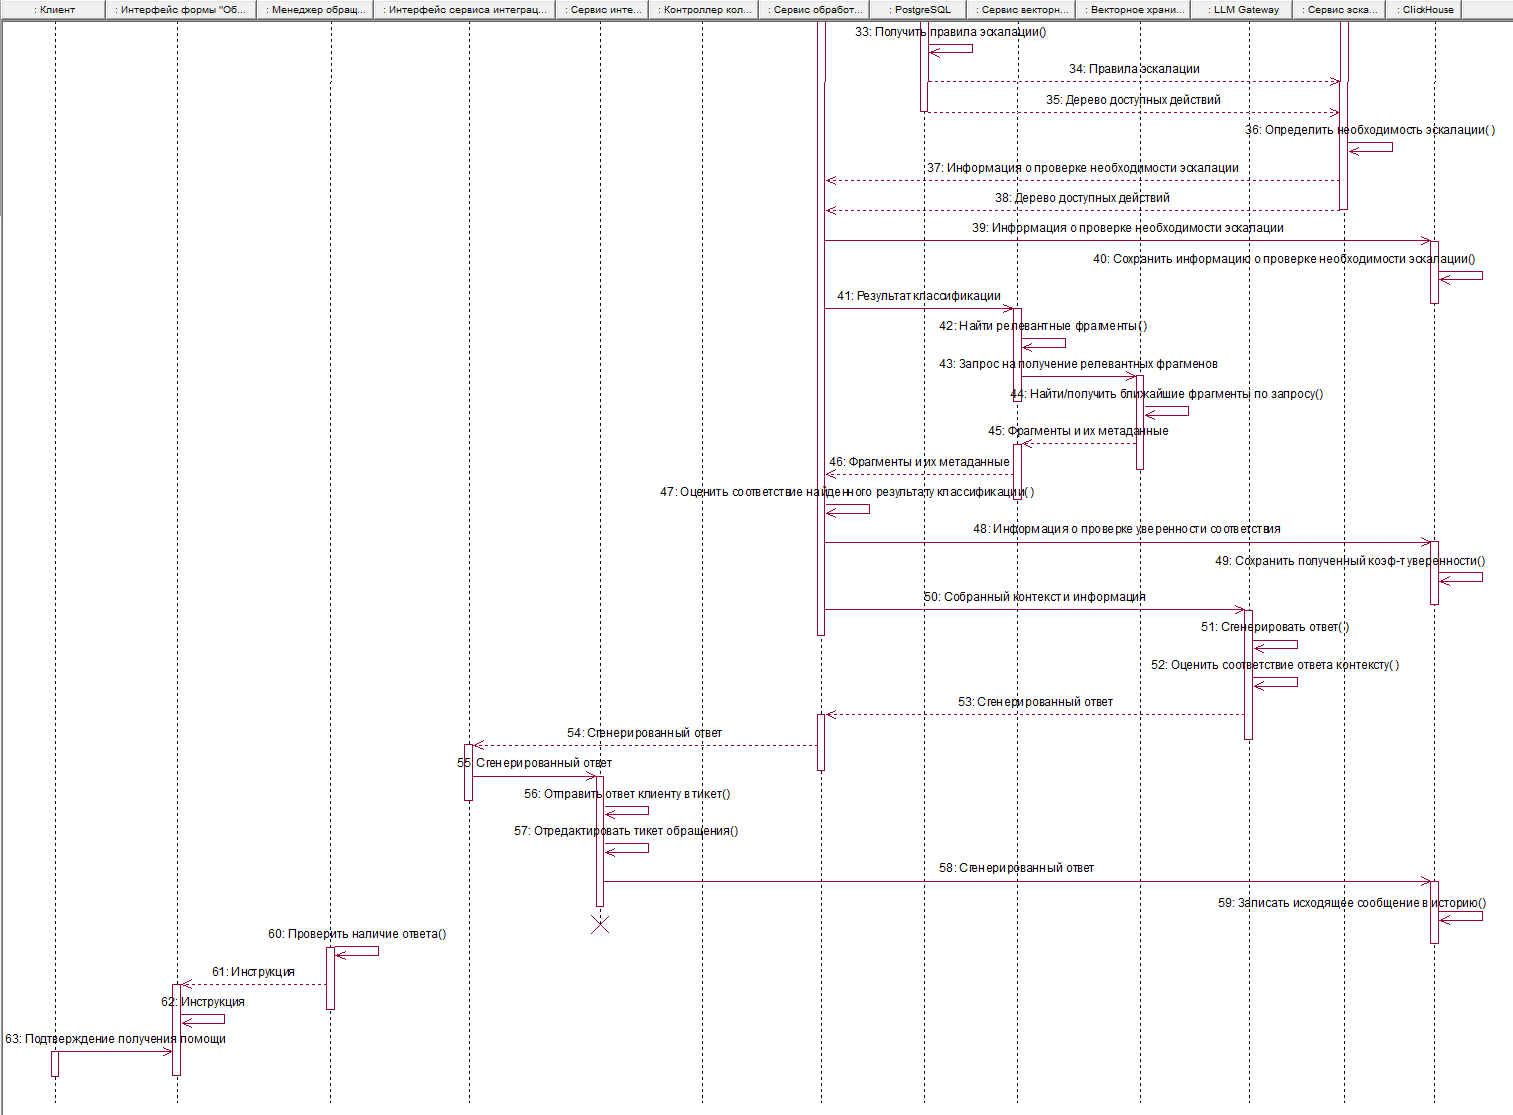 : Клиент
: Интерфейс формы "Об...
: Менеджер обращ...
: Интерфейс сервиса интеграц...
: Сервис инте...
: Контроллер кол...
: Сервис обработ...
: PostgreSQL
: Сервис векторн...
: Векторное храни...
: LLM Gateway
: Сервис эска...
: ClickHouse
33: Получить правила эскалации()
34: Правила эскалации
35: Дерево доступных действий
36: Определить необходимость эскалации()
37: Информация о проверке необходимости эскалации
38: Дерево доступных действий
39: Информация о проверке необходимости эскалации
40: Сохранить информацию о проверке необходимости эскалации()
41: Результат классификации
42: Найти релевантные фрагменты()
43: Запрос на получение релевантных фрагменов
44: Найти/получить ближайшие фрагменты по запросу()
45: Фрагменты и их метаданные
46: Фрагменты и их метаданные
47: Оценить соответствие найденного результату классификации()
48: Информация о проверке уверенности соответствия
49: Сохранить полученный коэф-т уверенности()
50: Собранный контекст и информация
51: Сгенерировать ответ()
52: Оценить соответствие ответа контексту()
53: Сгенерированный ответ
54: Сгенерированный ответ
55: Сгенерированный ответ
56: Отправить ответ клиенту в тикет()
57: Отредактировать тикет обращения()
58: Сгенерированный ответ
59: Записать исходящее сообщение в историю()
60: Проверить наличие ответа()
61: Инструкция
62: Инструкция
63: Подтверждение получения помощи